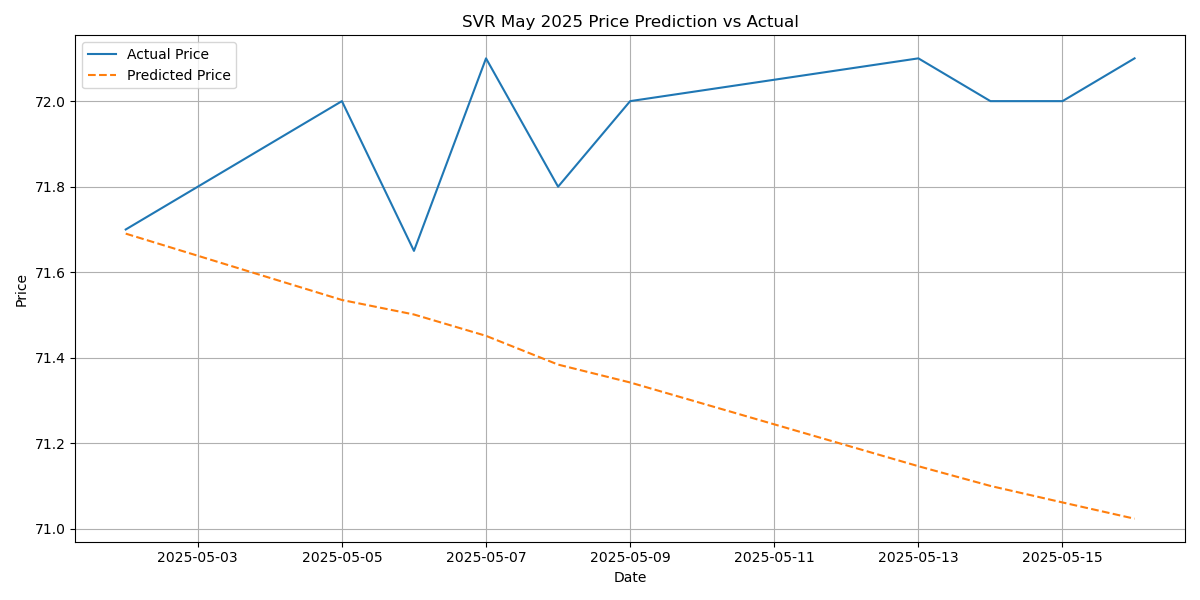 SVR May 2025 Price Prediction vs Actual
Actual Price
Predicted Price
72.0
71.8
71.6
71.4
71.2
71.0
Price
2025-05-03 2025-05-05 2025-05-07 2025-05-09 2025-05-11 2025-05-13 2025-05-15
Date